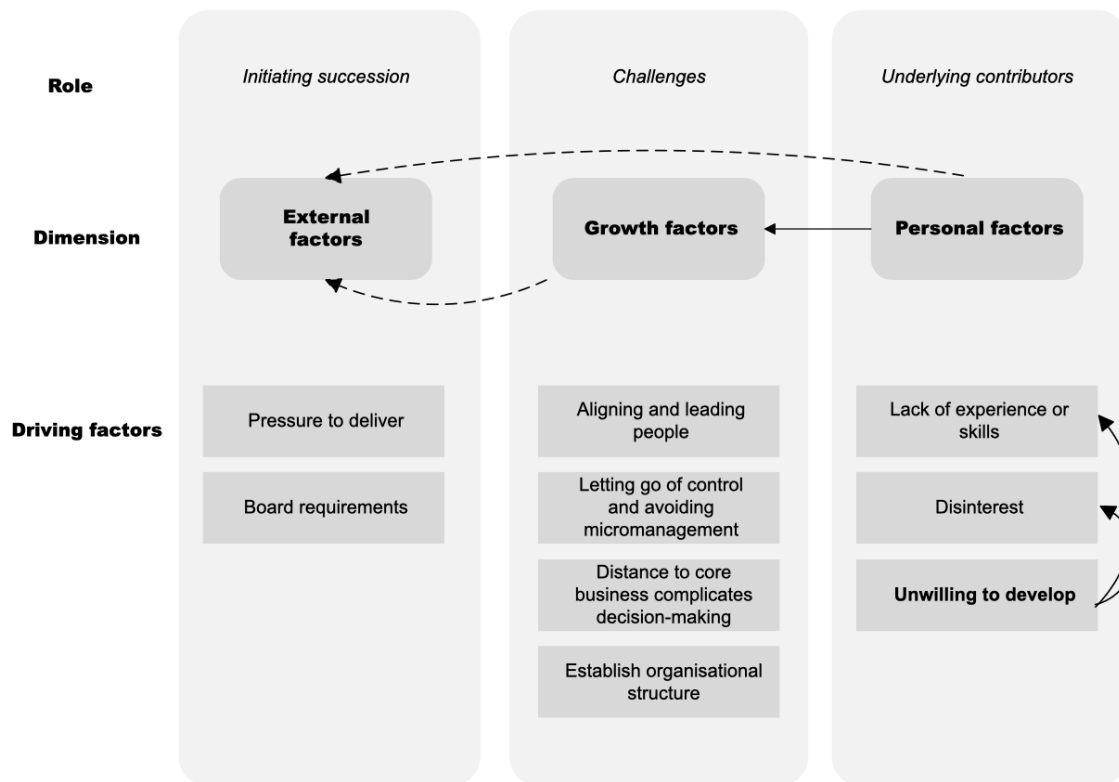 Role
Initiating succession
Challenges
Underlying contributors
Dimension
External
factors
Growth factors
Personal factors
Driving factors
Pressure to deliver
Board requirements
Aligning and leading
people
Letting go of control
and avoiding
micromanagement
Distance to core
business complicates
decision-making
Establish organisational
structure
Lack of experience or
skills
Disinterest
Unwilling to develop